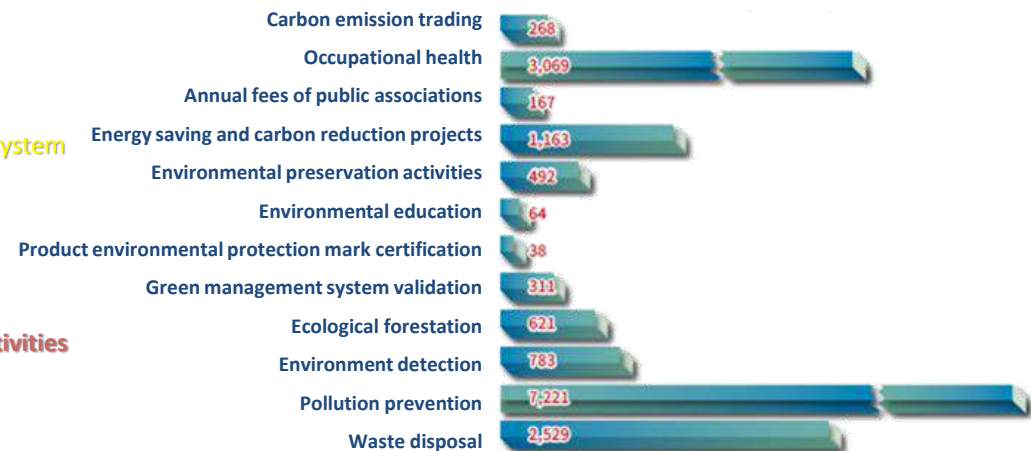 Carbon emission trading 268
Occupational health 3,069
Annual fees of public associations 167
Energy saving and carbon reduction projects 1,163
Environmental preservation activities 492
Environmental education 64
Product environmental protection mark certification 38
Green management system validation 311
Ecological forestation 621
Environment detection 783
Pollution prevention 7,221
Waste disposal 2,529